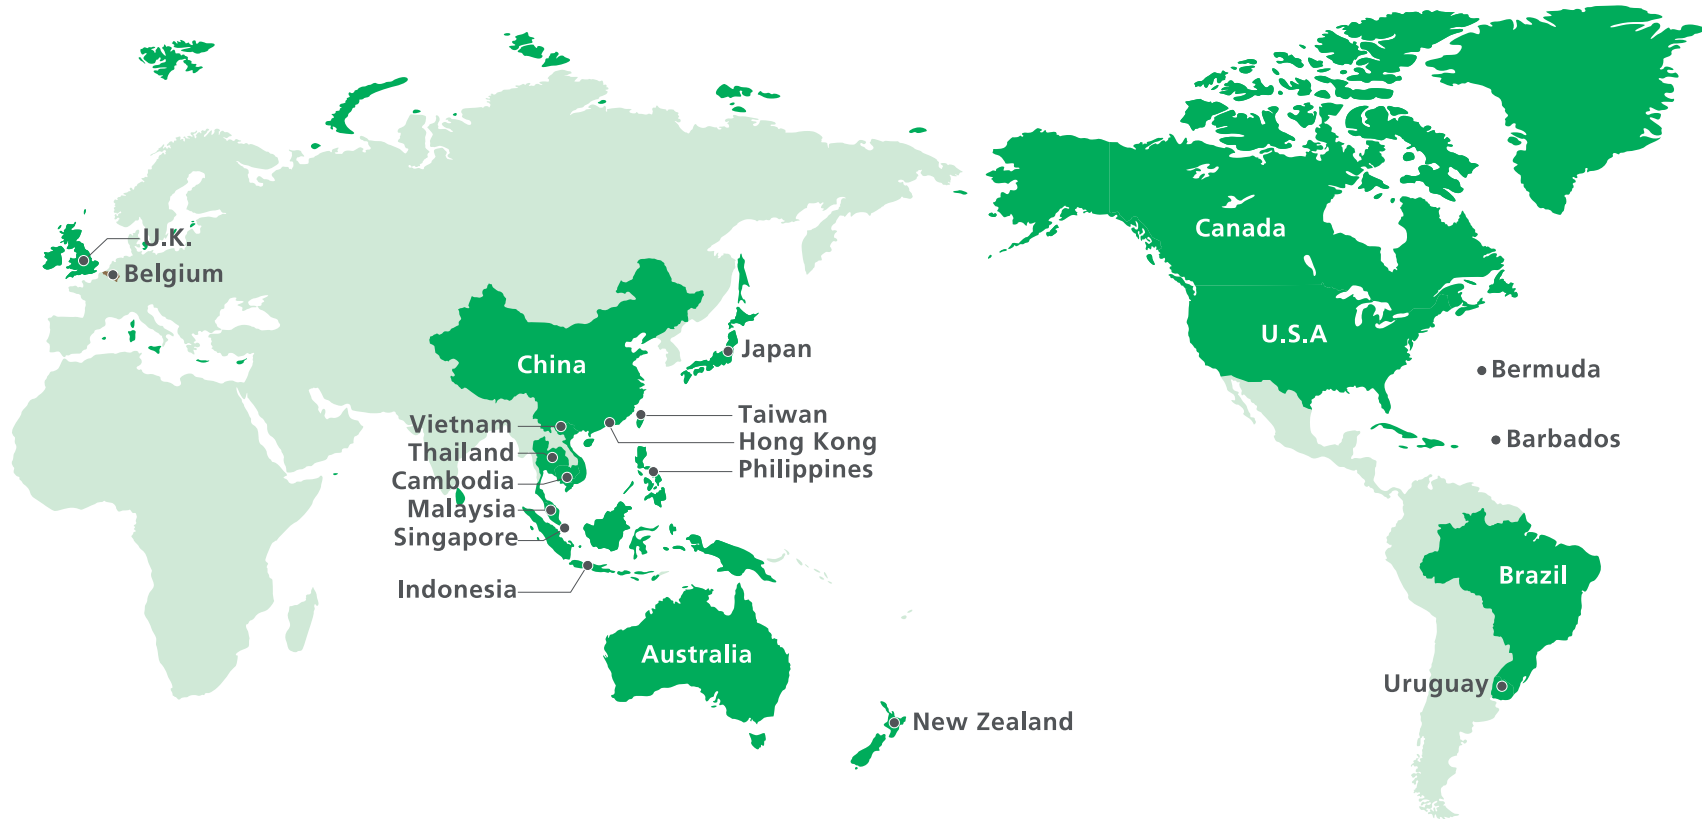 U.K.
Belgium
China
Japan
Vietnam
Thailand
Cambodia
Malaysia
Singapore
Indonesia
Taiwan
Hong Kong
Philippines
Australia
New Zealand
Canada
U.S.A
Bermuda
Barbados
Brazil
Uruguay